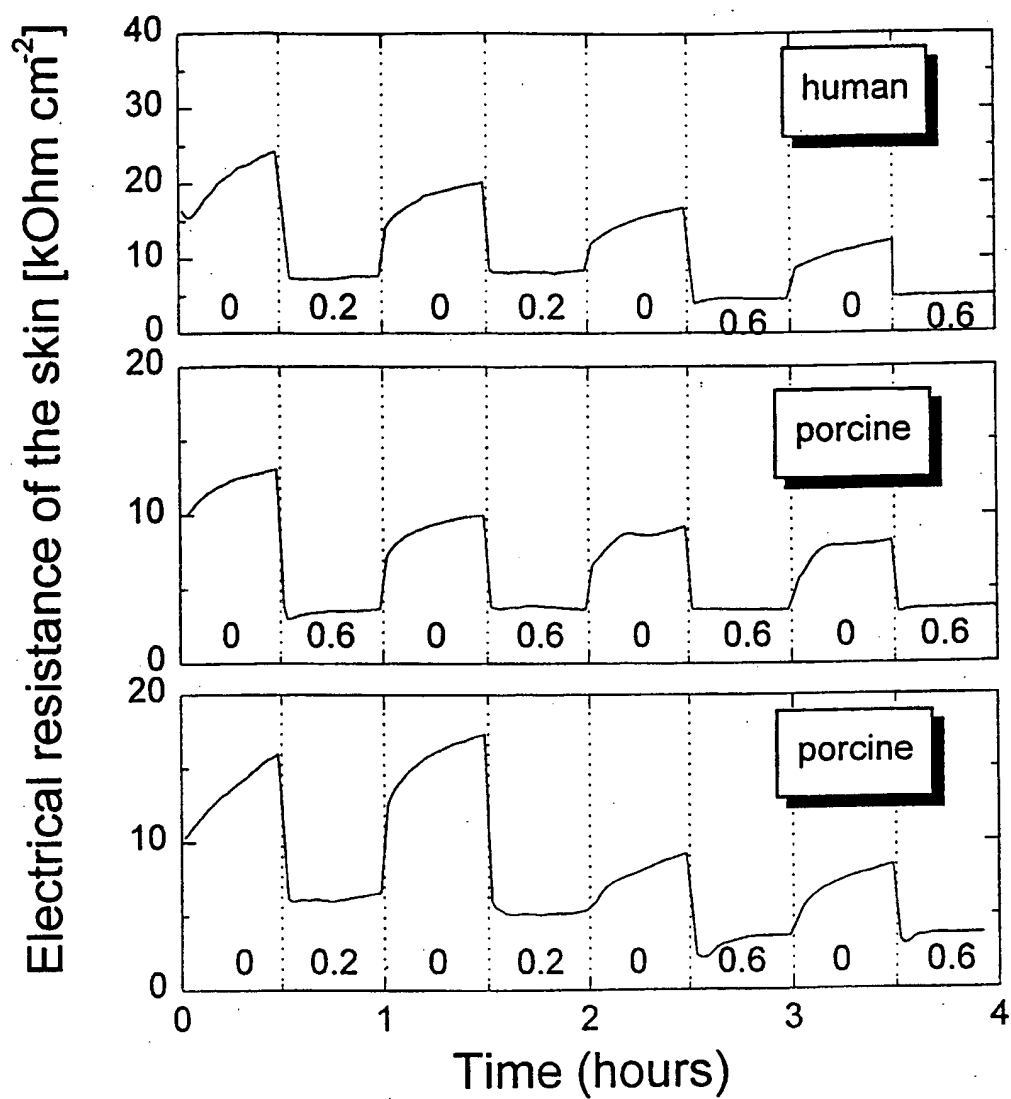 Electrical resistance of the skin [kOhm cm-2]
40
30
20
10
0
human
0 0.2 0 0.2 0 0.6 0 0.6
20
10
0
porcine
0 0.6 0 0.6 0 0.6 0 0.6
20
10
0
porcine
0 0.2 0 0.2 0 0.6 0 0.6
0 1 2 3 4
Time (hours)